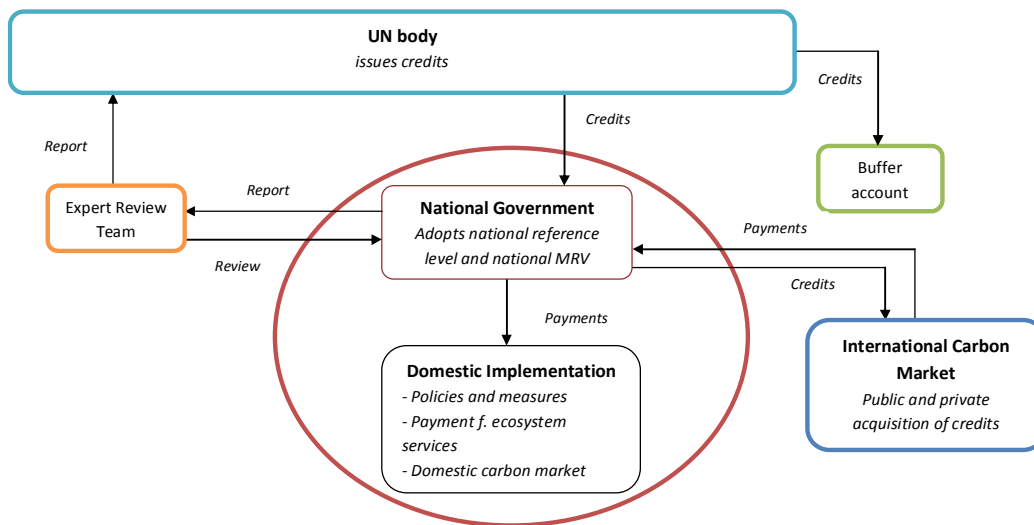 UN body
issues credits
Credits
Credits
Report
Buffer
account
Expert Review
Team
Report
Review
National Government
Adopts national reference
level and national MRV
Payments
Credits
Payments
International Carbon
Market
Public and private
acquisition of credits
Domestic Implementation
- Policies and measures
- Payment f. ecosystem
services
- Domestic carbon market